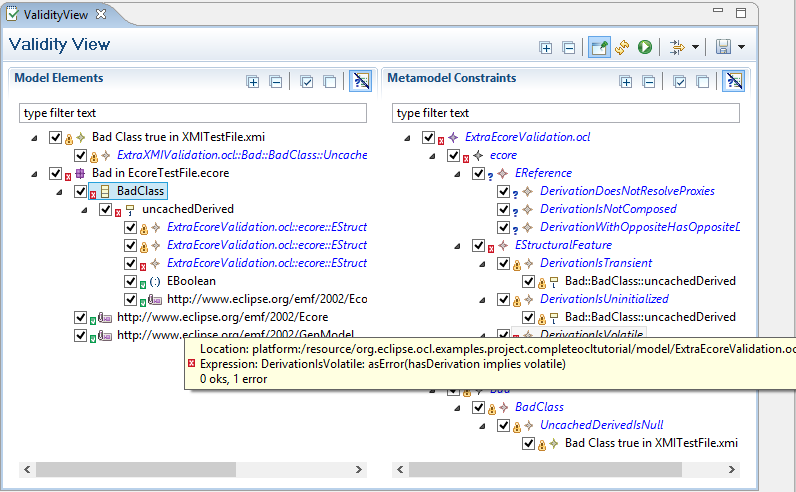 ValidityView
Validity View
Model Elements
type filter text
Bad Class true in XMITestFile.xmi
ExtraXMIValidation.ocl::Bad::BadClass::Uncache
Bad in EcoreTestFile.ecore
BadClass
uncachedDerived
ExtraEcoreValidation.ocl::ecore::EStruct
ExtraEcoreValidation.ocl::ecore::EStruct
ExtraEcoreValidation.ocl::ecore::EStruct
EBoolean
http://www.eclipse.org/emf/2002/Eco
http://www.eclipse.org/emf/2002/Ecore
http://www.eclipse.org/emf/2002/GenModel
Metamodel Constraints
type filter text
ExtraEcoreValidation.ocl
ecore
EReference
DerivationDoesNotResolveProxies
DerivationIsNotComposed
DerivationWithOppositeHasOppositeD
EStructuralFeature
DerivationIsTransient
Bad::BadClass::uncachedDerived
DerivationIsUninitialized
Bad::BadClass::uncachedDerived
DerivationIsVolatile
Location: platform:/resource/org.eclipse.ocl.examples.project.completeocltutorial/model/ExtraEcoreValidation.oc
Expression: DerivationIsVolatile: asError(hasDerivation implies volatile)
0 oks, 1 error
Bad
BadClass
UncachedDerivedIsNull
Bad Class true in XMITestFile.xmi